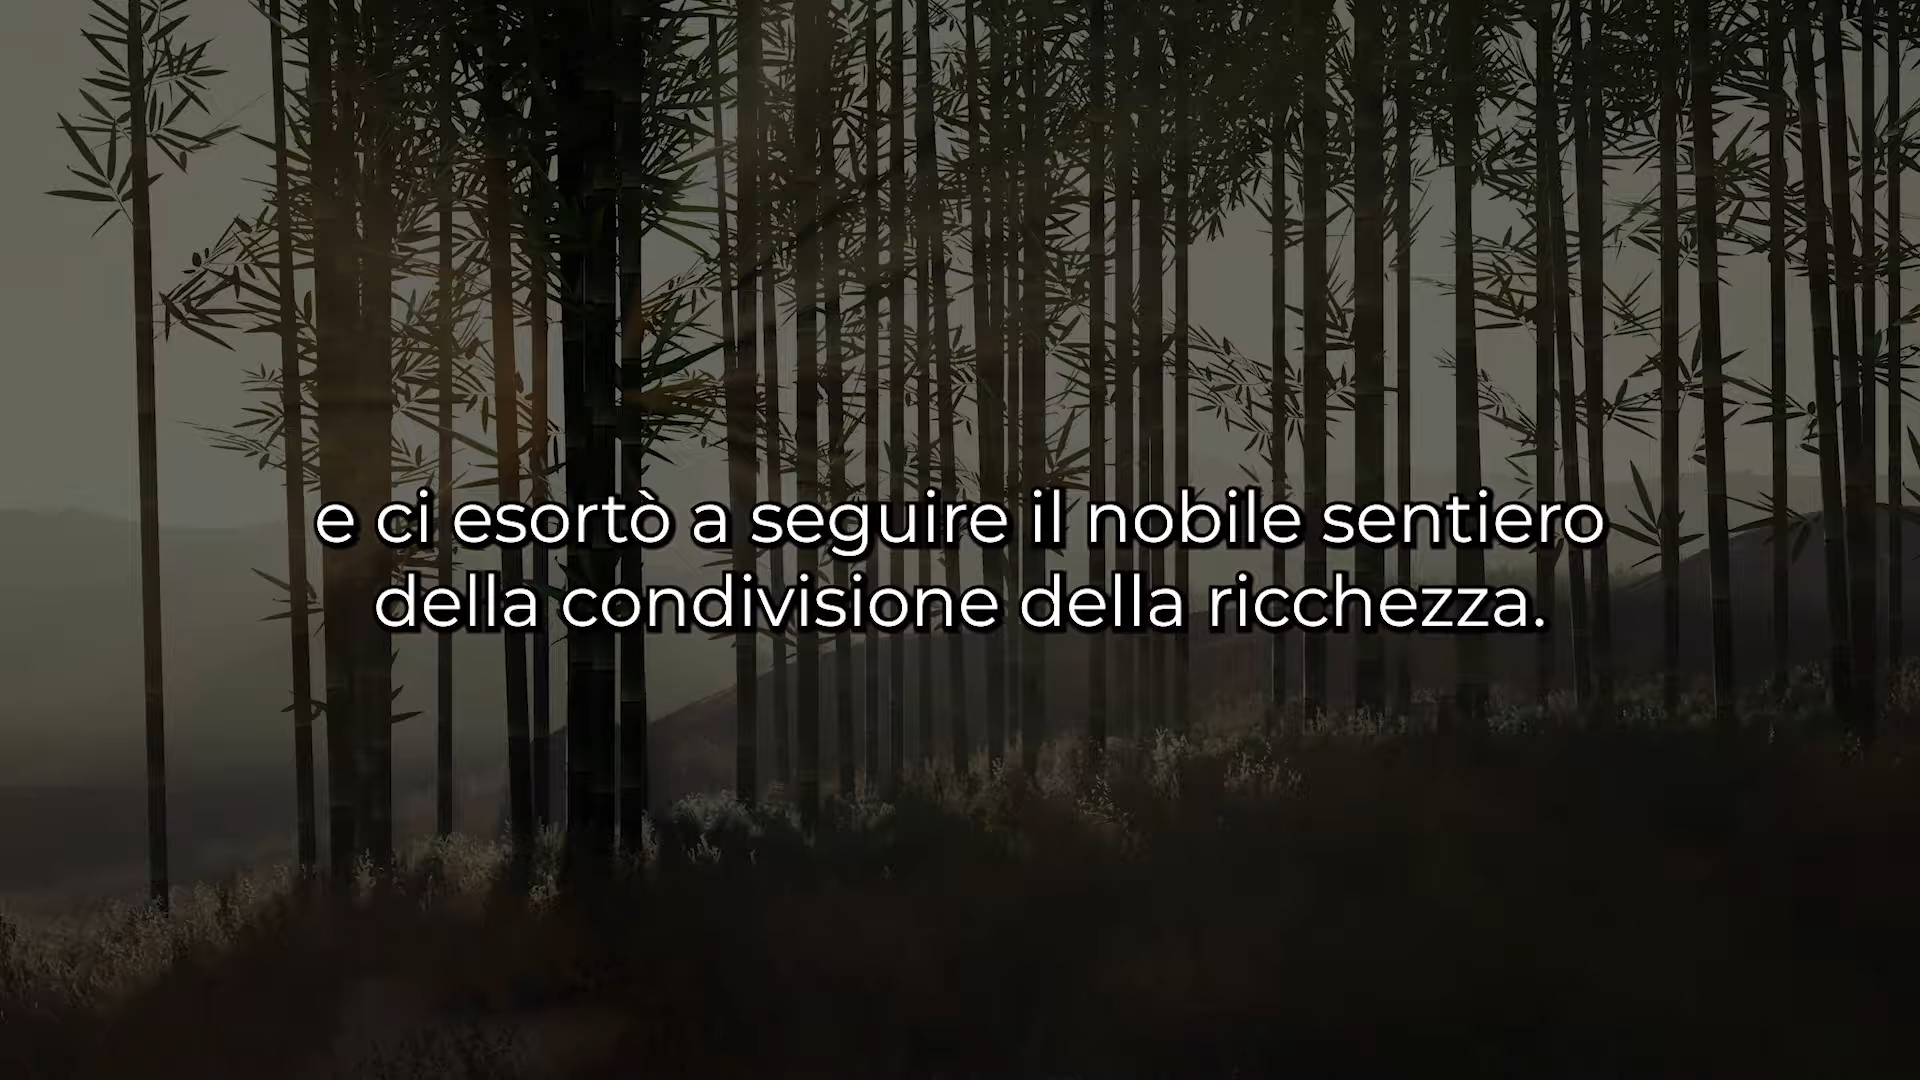 e ci esortò a seguire il nobile sentiero
della condivisione della ricchezza.